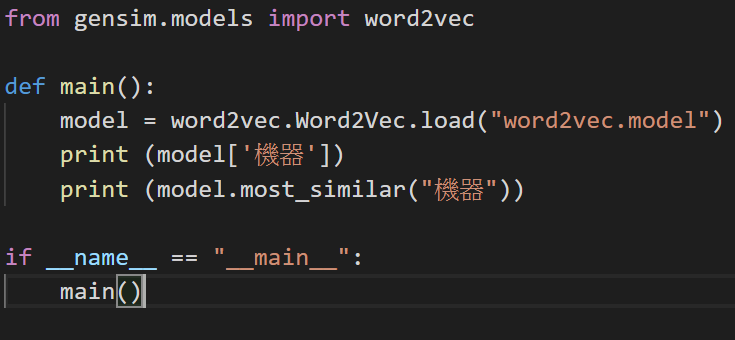 from gensim.models import word2vec
def main():
model = word2vec.Word2Vec.load("word2vec.model")
print (model['機器'])
print (model.most_similar("機器"))
if __name__ == "__main__":
main()